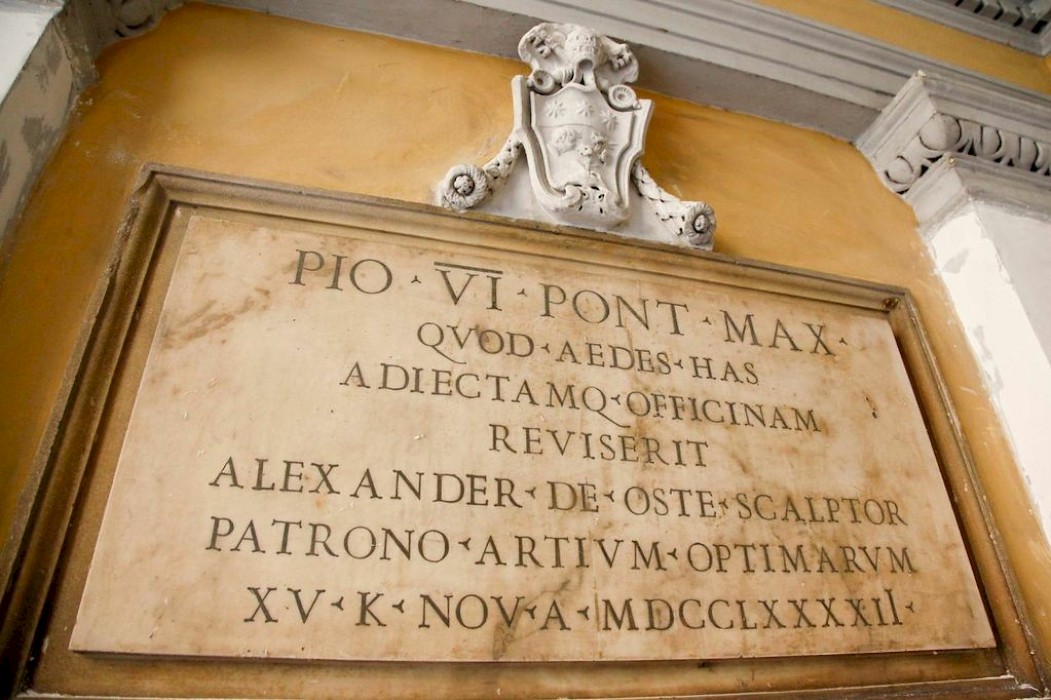 PIO · VI · PONT · MAX ·
QVOD · AEDES · HAS
ADIECTAMQ · OFFICINAM
REVISERIT
ALEXANDER · DE · OSTE · SCALPTOR
PATRONO · ARTIVM · OPTIMARVM
XV · K · NOV · A · MDCCLXXXXII ·